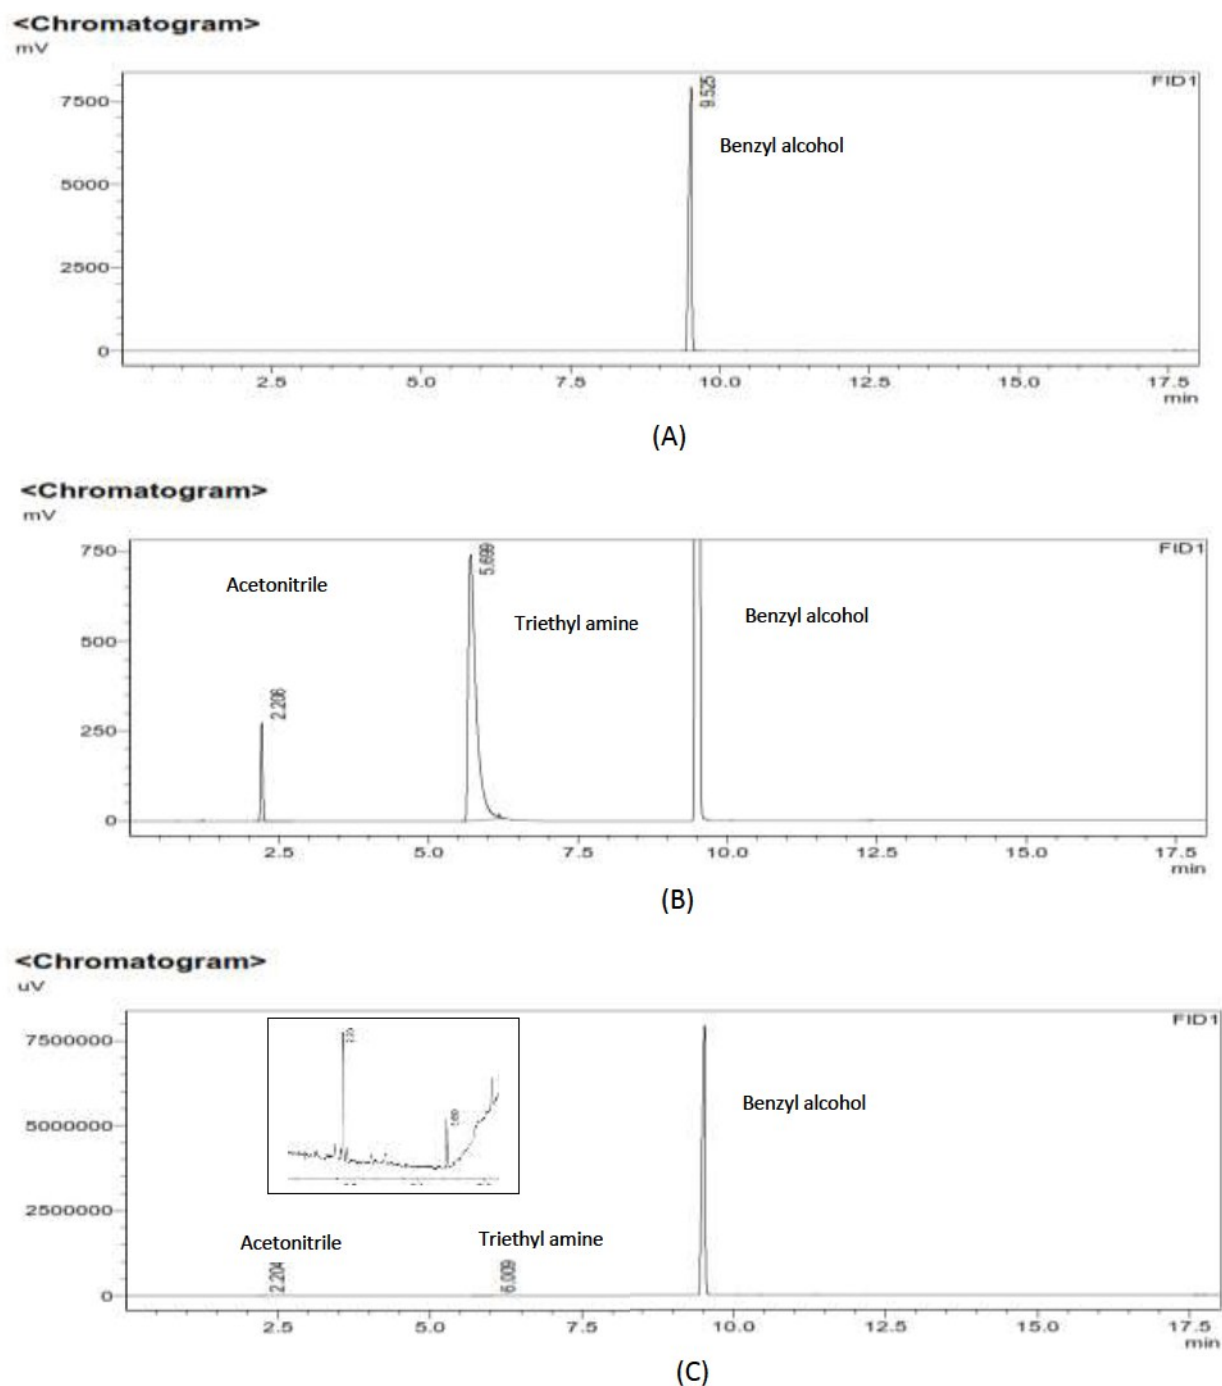 <Chromatogram>
mV
FID1
9.525
7500
Benzyl alcohol
5000
2500
0
2.5 5.0 7.5 10.0 12.5 15.0 17.5
min
(A)
<Chromatogram>
mV
FID1
750
5.699
Acetonitrile
Triethyl amine
Benzyl alcohol
500
2.206
250
0
2.5 5.0 7.5 10.0 12.5 15.0 17.5
min
(B)
<Chromatogram>
uV
FID1
7500000
Benzyl alcohol
5000000
2500000
Acetonitrile
Triethyl amine
2.204
6.009
0
2.5 5.0 7.5 10.0 12.5 15.0 17.5
min
(C)